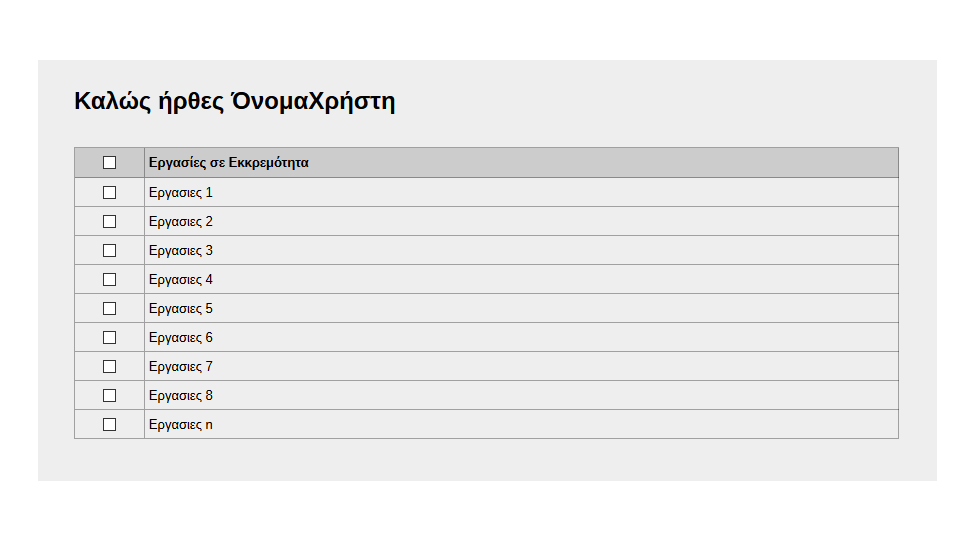 Καλώς ήρθες ΌνομαΧρήστη
Εργασίες σε Εκκρεμότητα
Εργασιες 1
Εργασιες 2
Εργασιες 3
Εργασιες 4
Εργασιες 5
Εργασιες 6
Εργασιες 7
Εργασιες 8
Εργασιες n